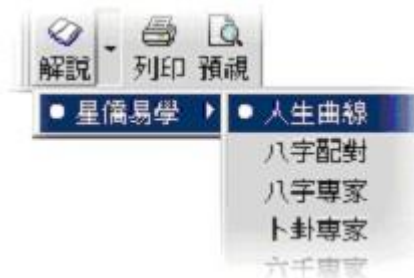 解說 列印 預視
星僑易學 人生曲線
八字配對
八字專家
卜卦專家